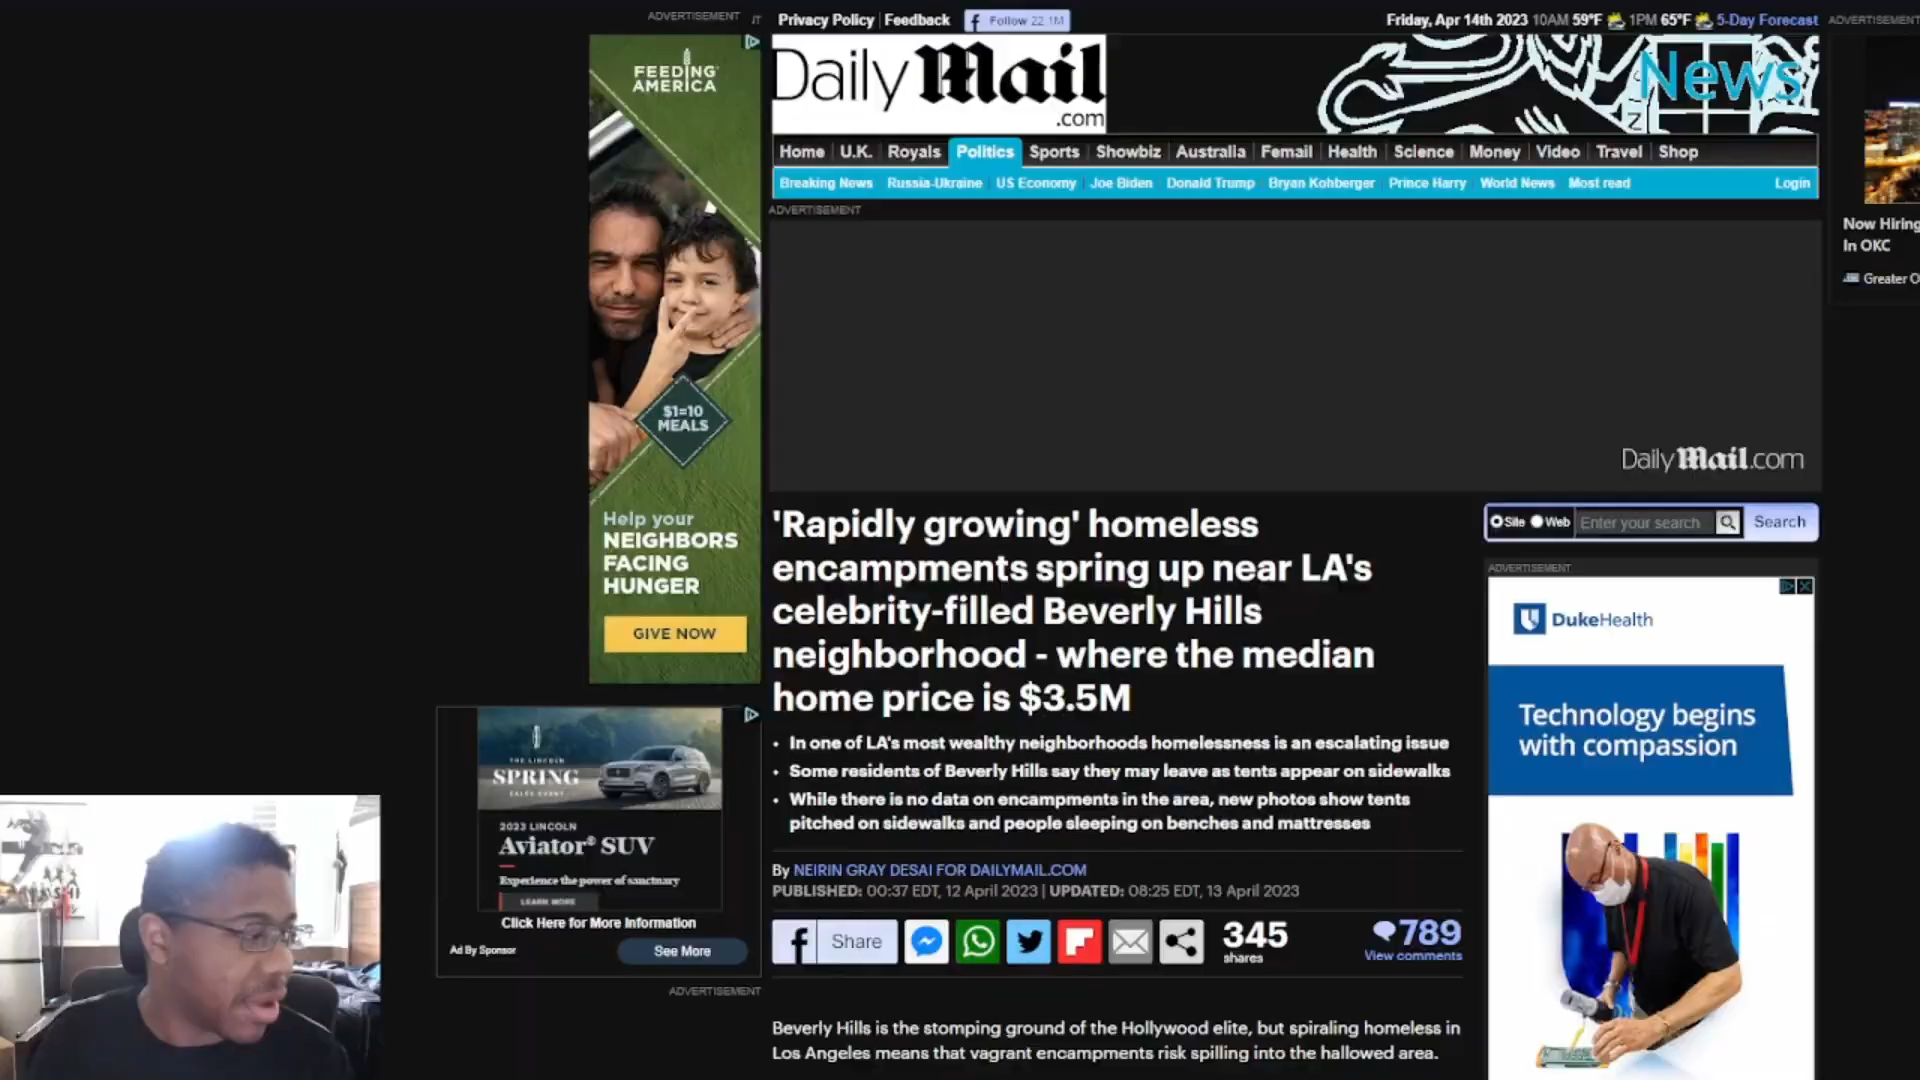 ADVERTISEMENT
Privacy Policy Feedback
Follow 22.1M
Friday, Apr 14th 2023 10AM 59°F 1PM 65°F 5-Day Forecast
ADVERTISEMENT
FEEDING
AMERICA
$1=10
MEALS
Help your
NEIGHBORS
FACING
HUNGER
GIVE NOW
Daily Mail
.com
News
Home U.K. Royals Politics Sports Showbiz Australia Femail Health Science Money Video Travel Shop
Breaking News Russia-Ukraine US Economy Joe Biden Donald Trump Bryan Kohberger Prince Harry World News Most read Login
ADVERTISEMENT
DailyMail.com
Now Hiring
In OKC
Greater O
'Rapidly growing' homeless
encampments spring up near LA's
celebrity-filled Beverly Hills
neighborhood - where the median
home price is $3.5M
• In one of LA's most wealthy neighborhoods homelessness is an escalating issue
• Some residents of Beverly Hills say they may leave as tents appear on sidewalks
• While there is no data on encampments in the area, new photos show tents
pitched on sidewalks and people sleeping on benches and mattresses
By NEIRIN GRAY DESAI FOR DAILYMAIL.COM
PUBLISHED: 00:37 EDT, 12 April 2023 | UPDATED: 08:25 EDT, 13 April 2023
Share
345
shares
789
View comments
Beverly Hills is the stomping ground of the Hollywood elite, but spiraling homeless in
Los Angeles means that vagrant encampments risk spilling into the hallowed area.
Site Web Enter your search Search
ADVERTISEMENT
DukeHealth
Technology begins
with compassion
THE LINCOLN
SPRING
SALES EVENT
2023 LINCOLN
Aviator® SUV
Experience the power of sanctuary
LEARN MORE
Click Here for More Information
Ad By Sponsor
See More
ADVERTISEMENT